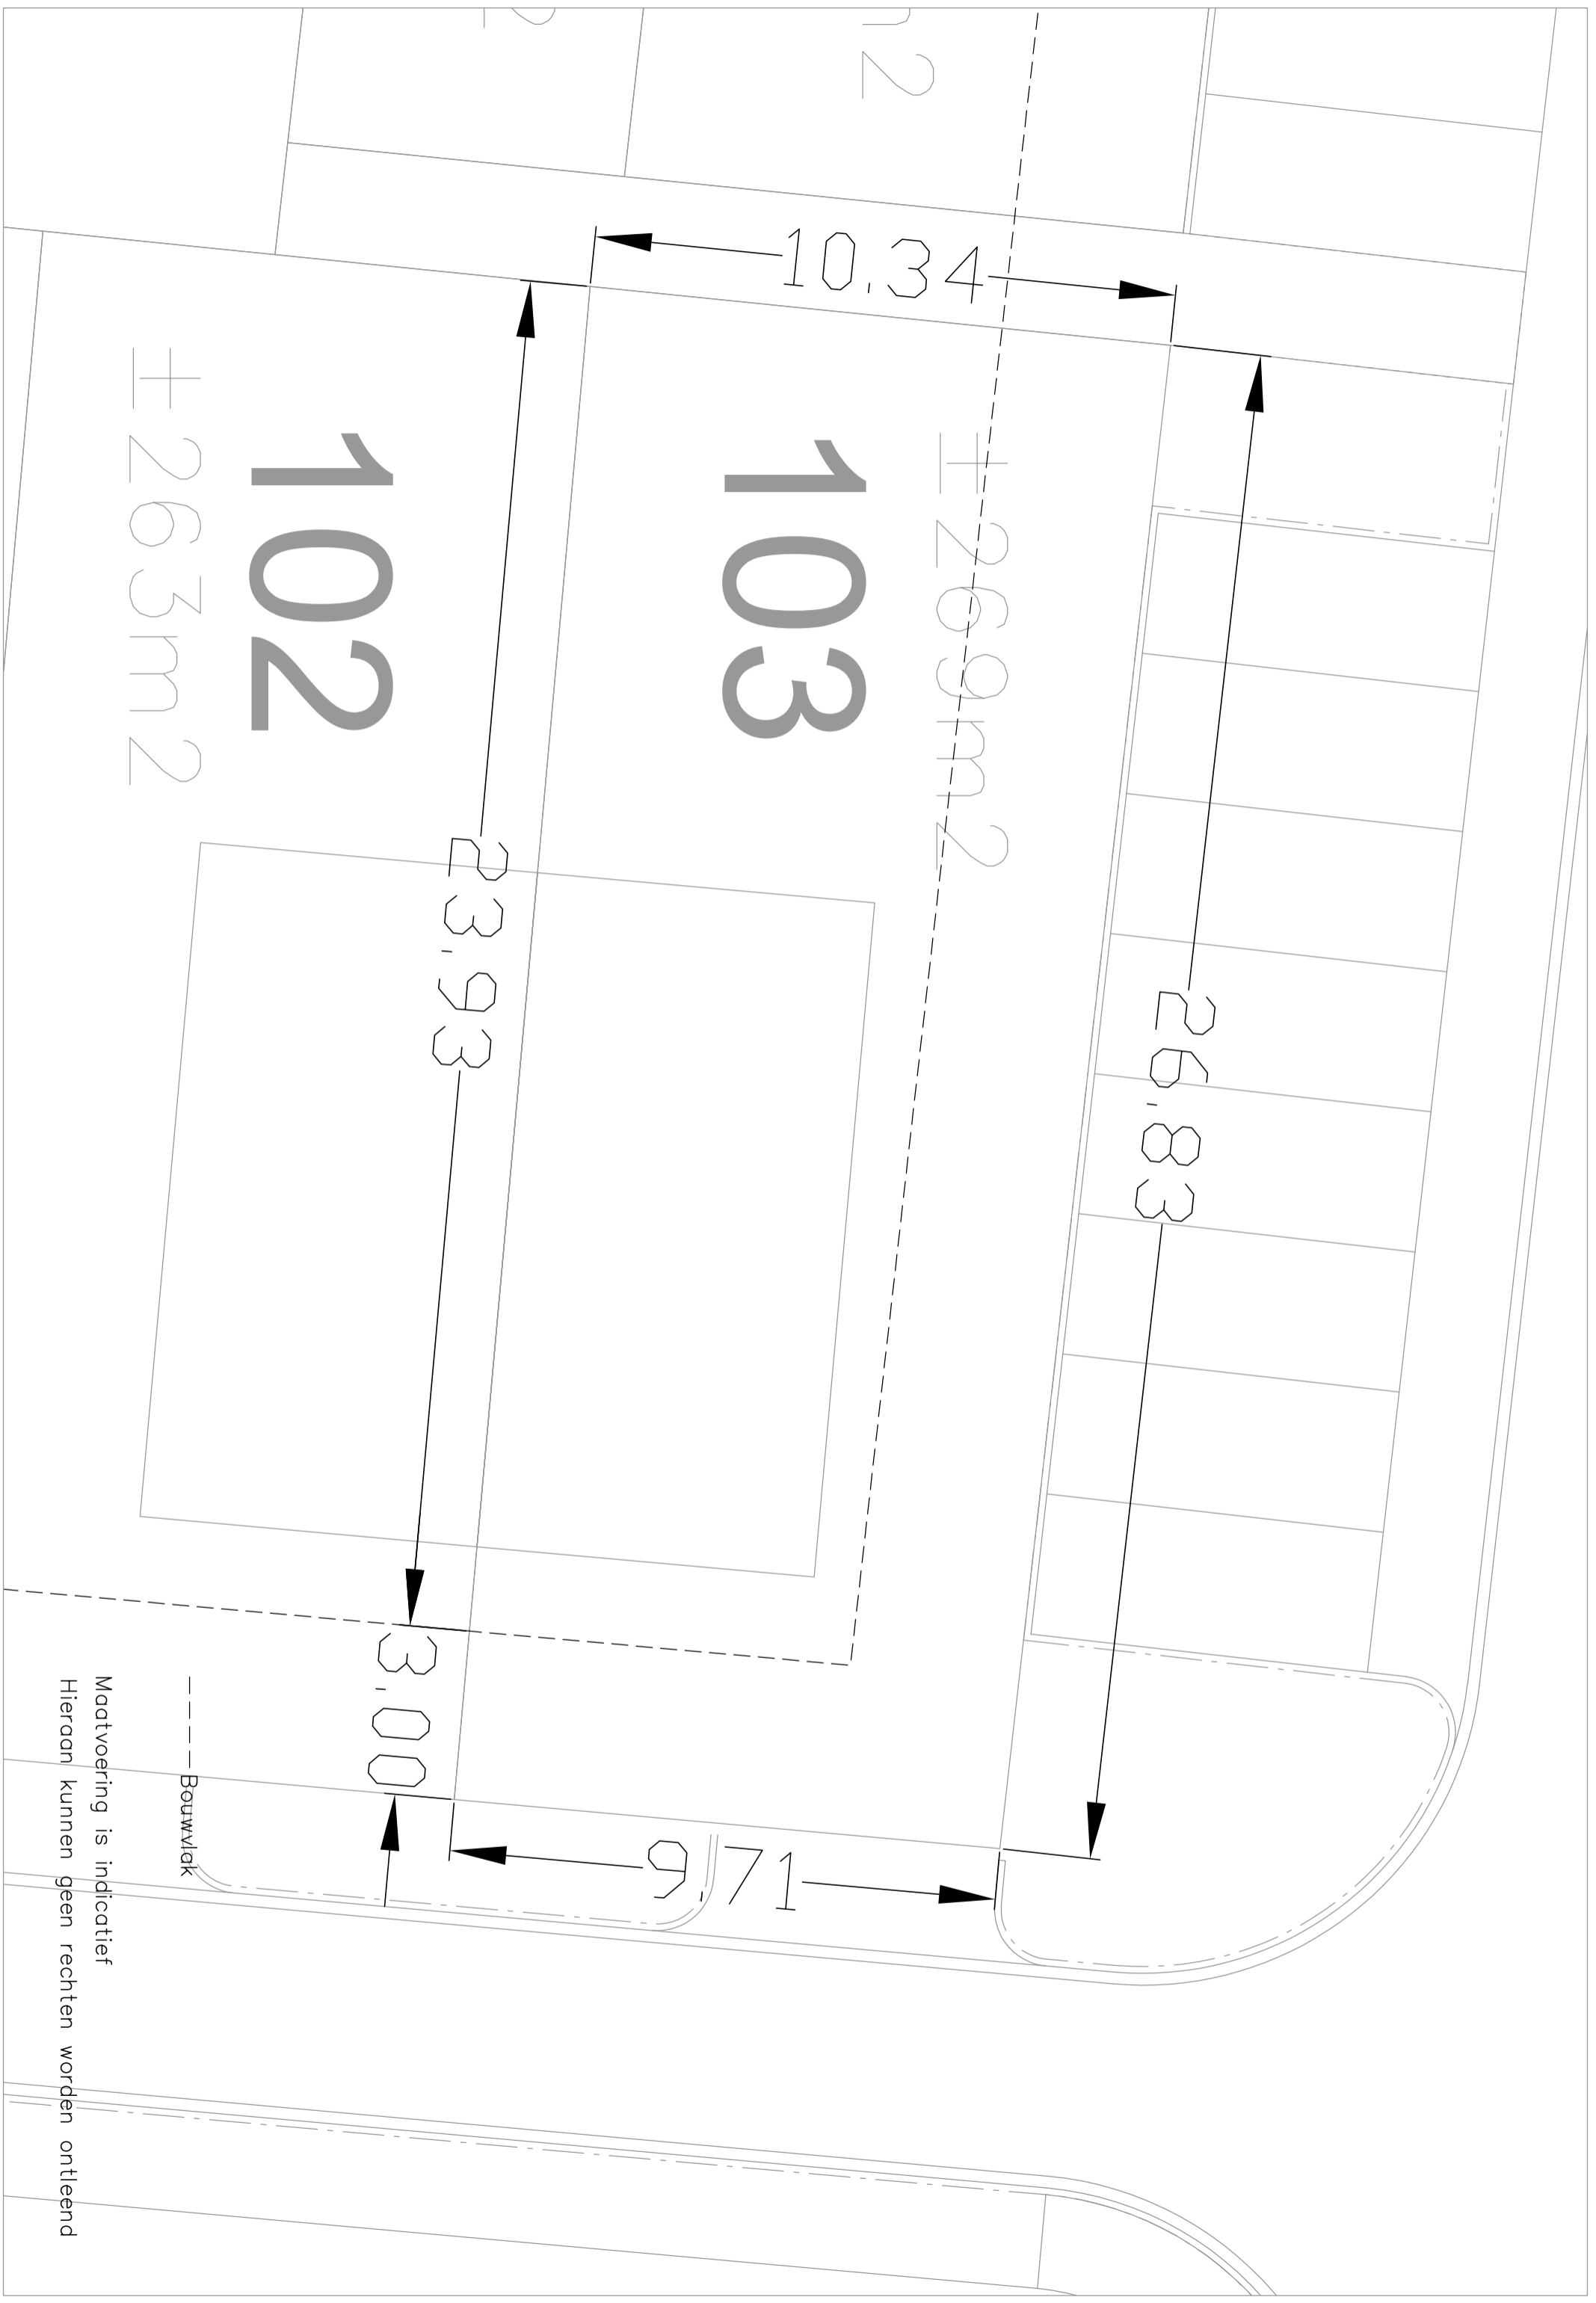 10.34
102
±263m2
103
±269m2
23.93
26.83
3.00
9.71
Bouwvlak
Maatvoering is indicatief
Hieraan kunnen geen rechten worden ontleend